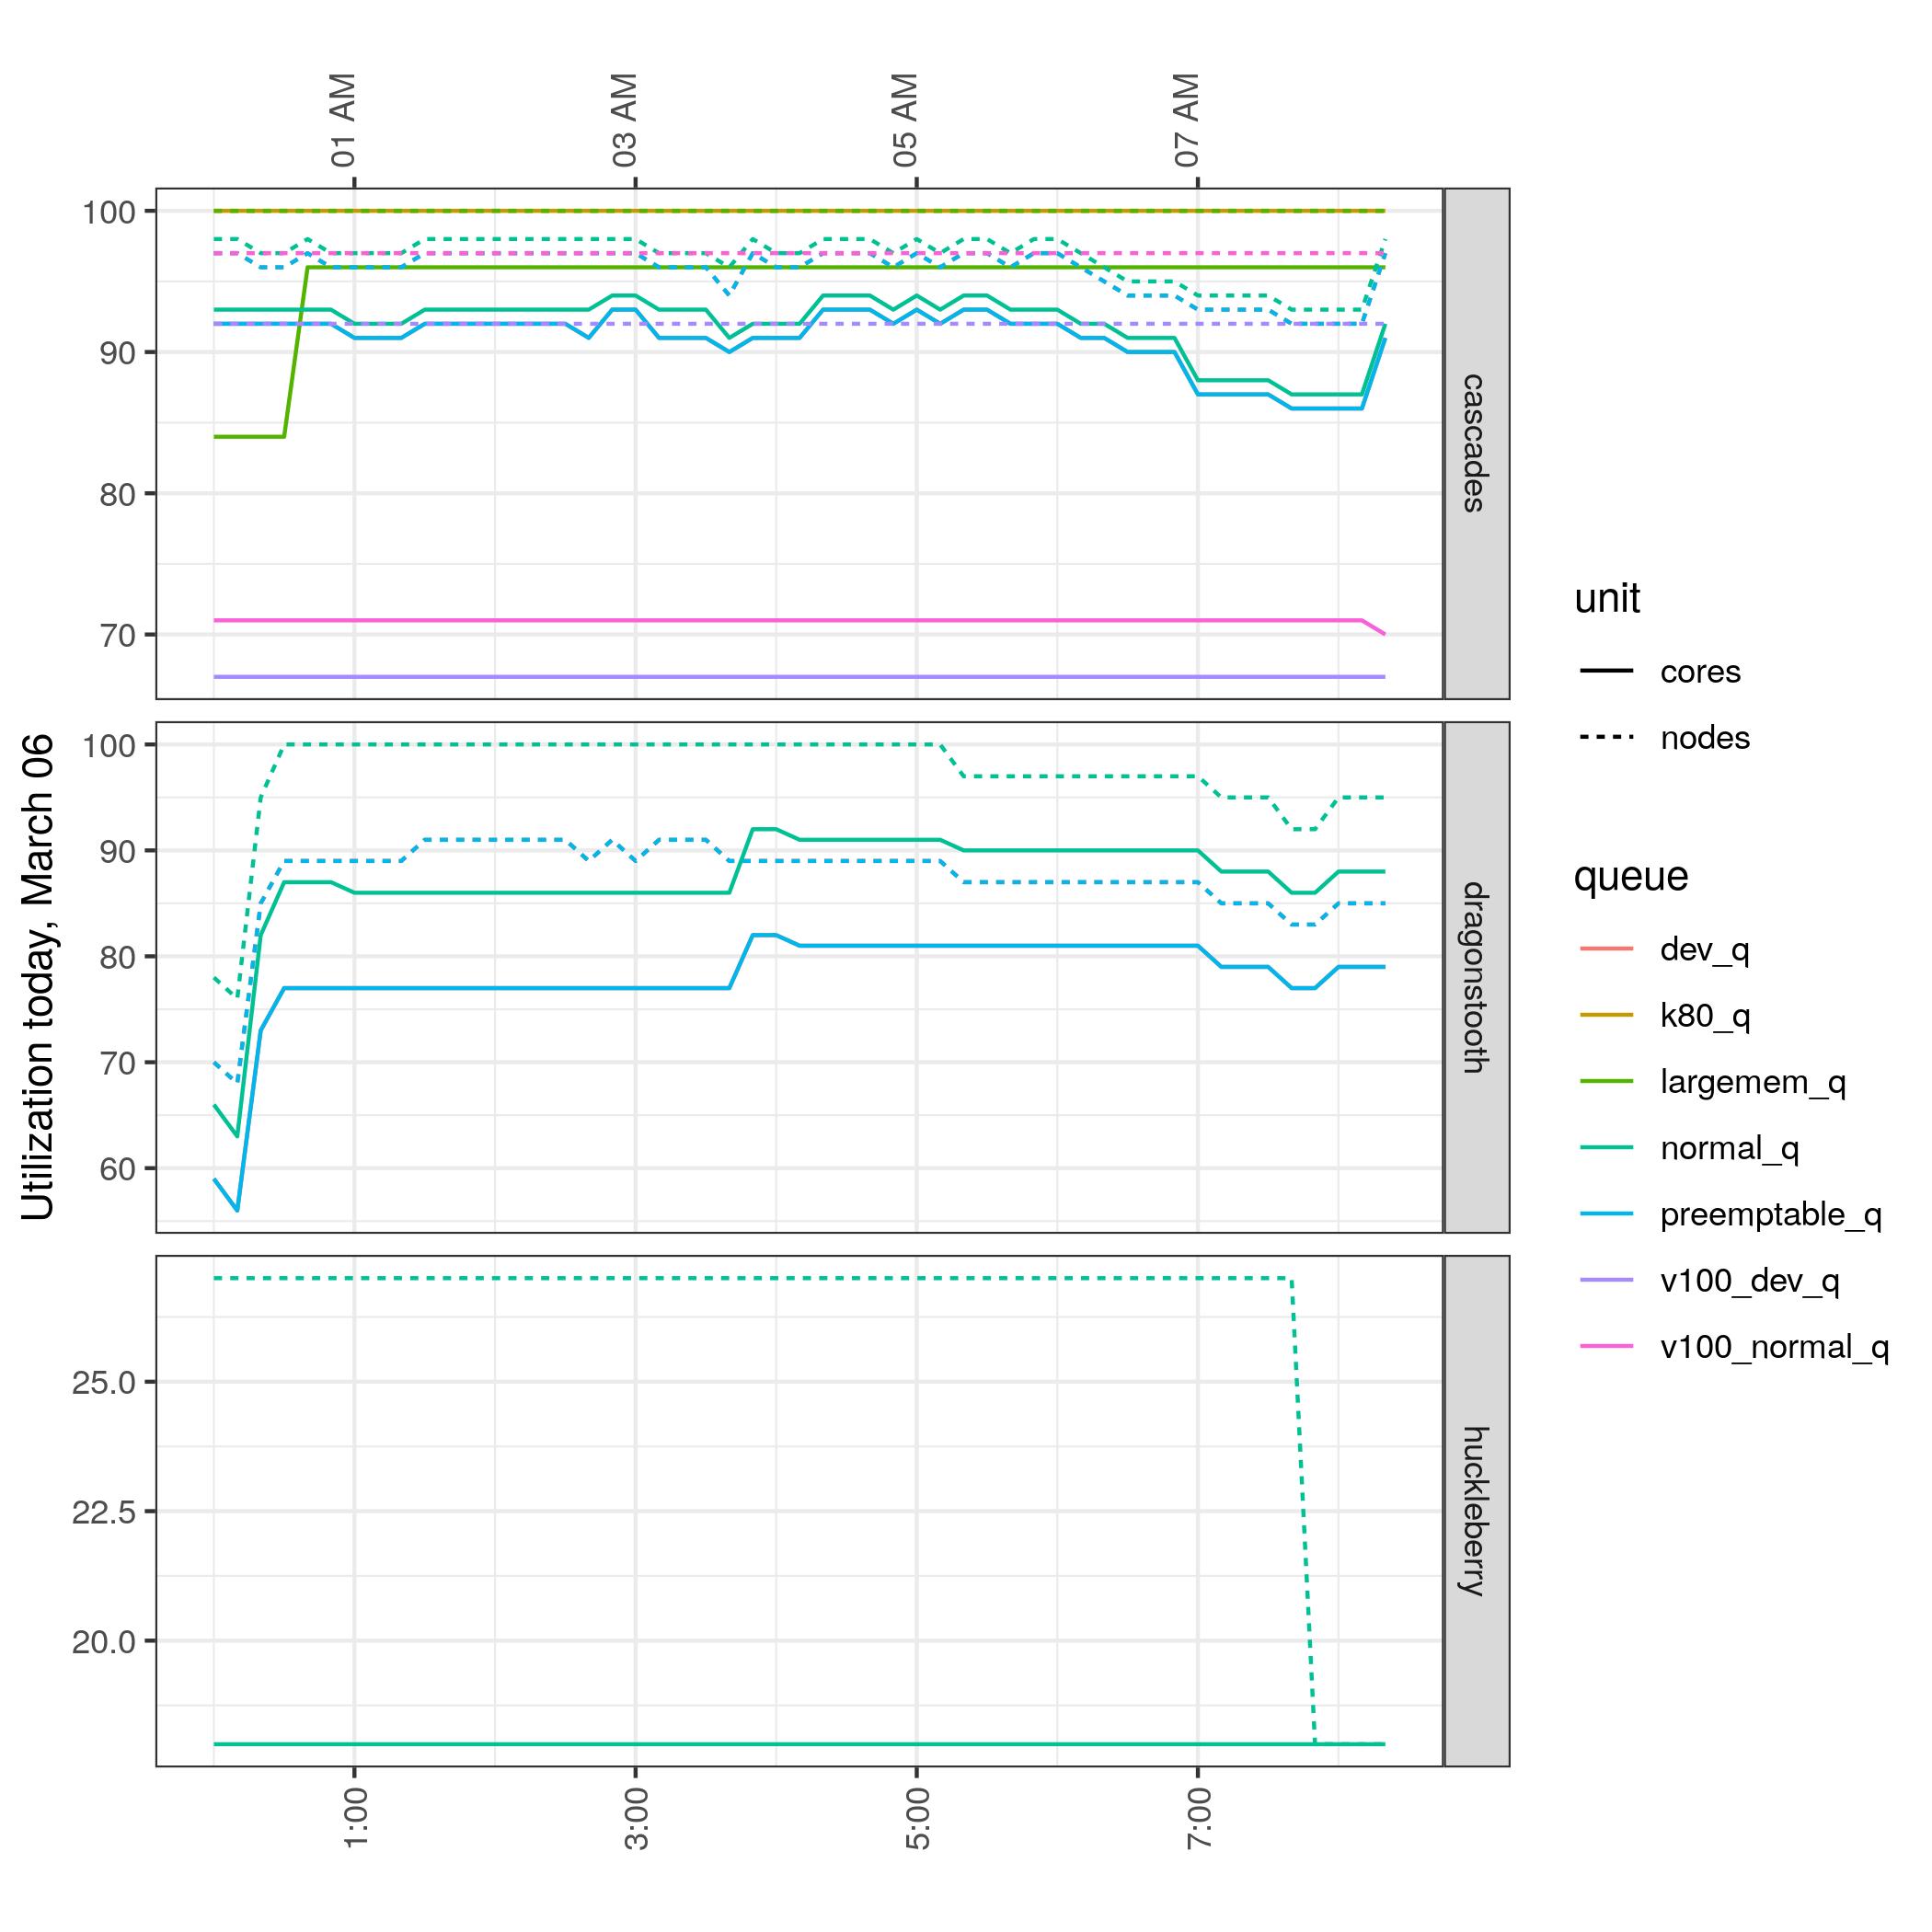 01 AM
03 AM
05 AM
07 AM
Utilization today, March 06
100
90
80
70
cascades
100
90
80
70
60
dragonstooth
25.0
22.5
20.0
huckleberry
1:00
3:00
5:00
7:00
unit
cores
nodes
queue
dev_q
k80_q
largemem_q
normal_q
preemptable_q
v100_dev_q
v100_normal_q